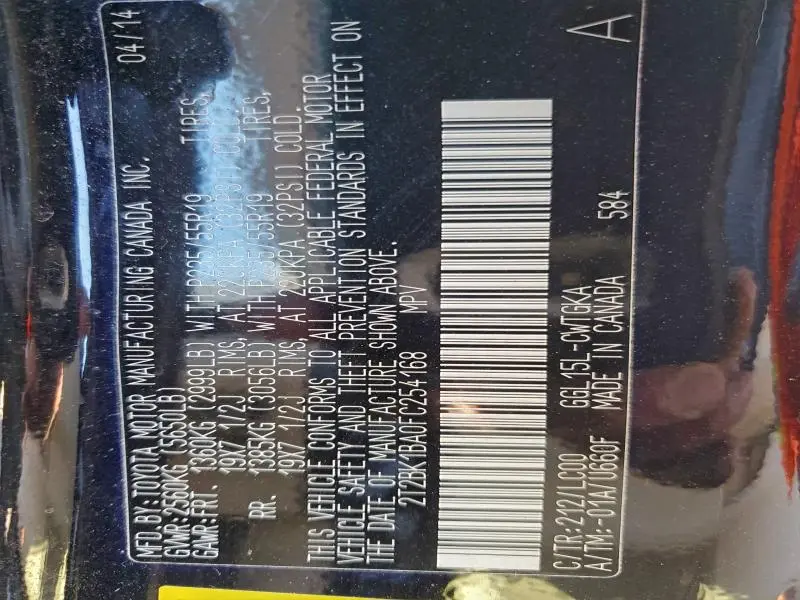 MFD. BY: TOYOTA MOTOR MANUFACTURING CANADA INC. 04/14
GVWR: 2560KG (5650LB)
GAWR: FRT. 1360KG (2999LB) WITH P235/55R19 TIRES,
19X7 1/2J RIMS, AT 220KPA (32PSI) COLD.
RR. 1385KG (3056LB) WITH P235/55R19 TIRES,
19X7 1/2J RIMS, AT 220KPA (32PSI) COLD.
THIS VEHICLE CONFORMS TO ALL APPLICABLE FEDERAL MOTOR
VEHICLE SAFETY AND THEFT PREVENTION STANDARDS IN EFFECT ON
THE DATE OF MANUFACTURE SHOWN ABOVE.
2T2BK1BA0FC254168 MPV
C/TR:212/LC00 GGL15L-CWTGKA
A/TM:-01A/U660F MADE IN CANADA 584 A